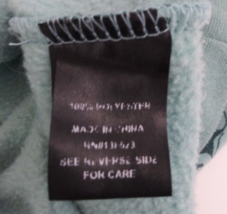 100% POLYESTER
MADE IN CHINA
SEE REVERSE SIDE
FOR CARE